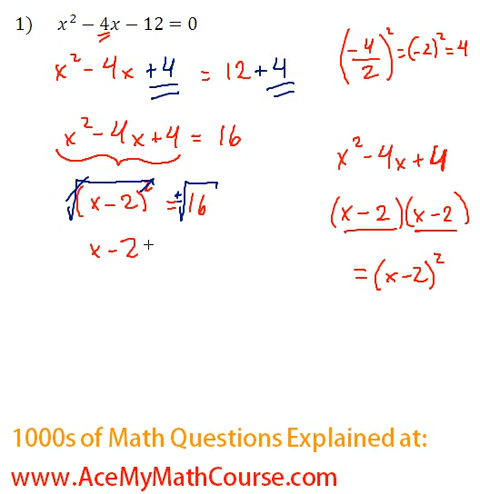 1) x² − 4x − 12 = 0
x² − 4x + 4 = 12 + 4
x² − 4x + 4 = 16
√(x − 2)² = ±√16
x − 2 +
(−4/2)² = (−2)² = 4
x² − 4x + 4
(x − 2)(x − 2)
= (x − 2)²
1000s of Math Questions Explained at:
www.AceMyMathCourse.com